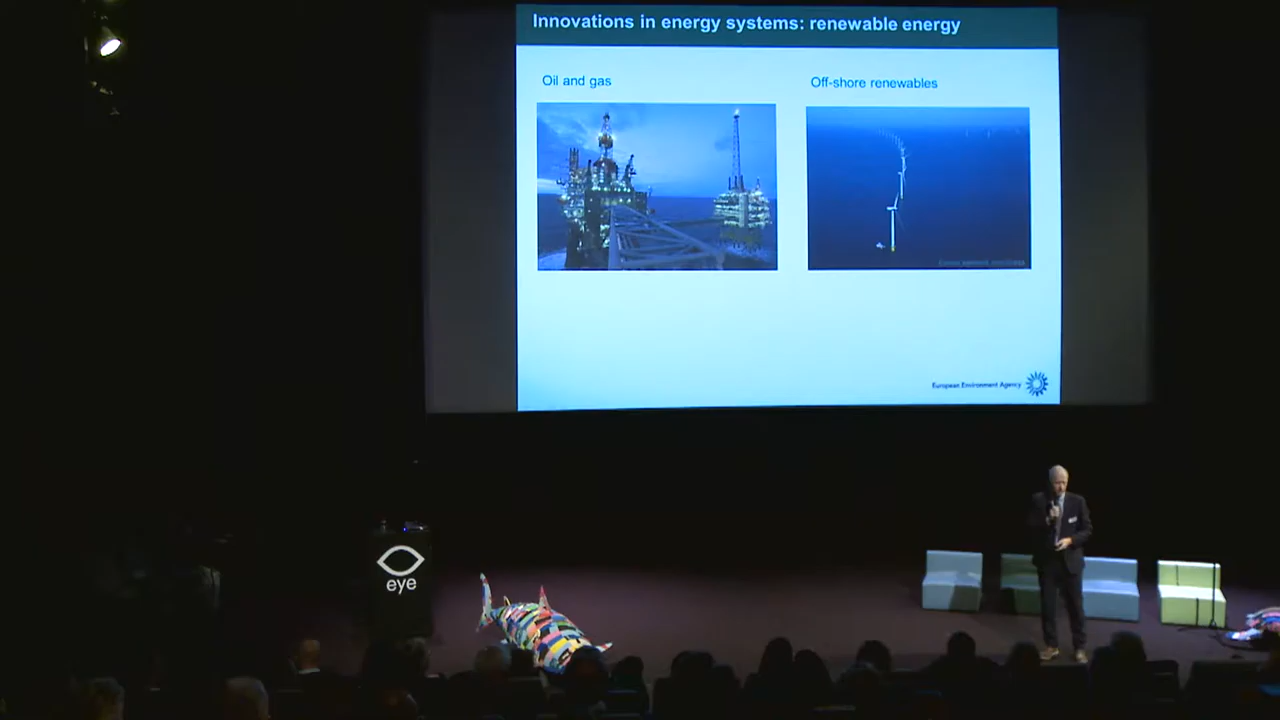 Innovations in energy systems: renewable energy
Oil and gas
Off-shore renewables
European Environment Agency
eye